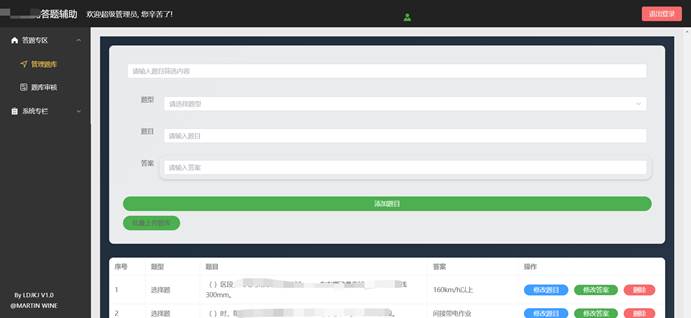 答题辅助
欢迎超级管理员, 您辛苦了!
退出登录
答题专区
管理题库
题库审核
系统专栏
By LDJKJ V1.0
@MARTIN WINE
请输入题目筛选内容
题型
请选择题型
题目
请输入题目
答案
请输入答案
添加题目
批量上传题库
序号 题型 题目 答案 操作
1 选择题 （ ）区段, 160km/h以上 修改题目 修改答案 删除
300mm。
2 选择题 （ ）时, 间接带电作业 修改题目 修改答案 删除